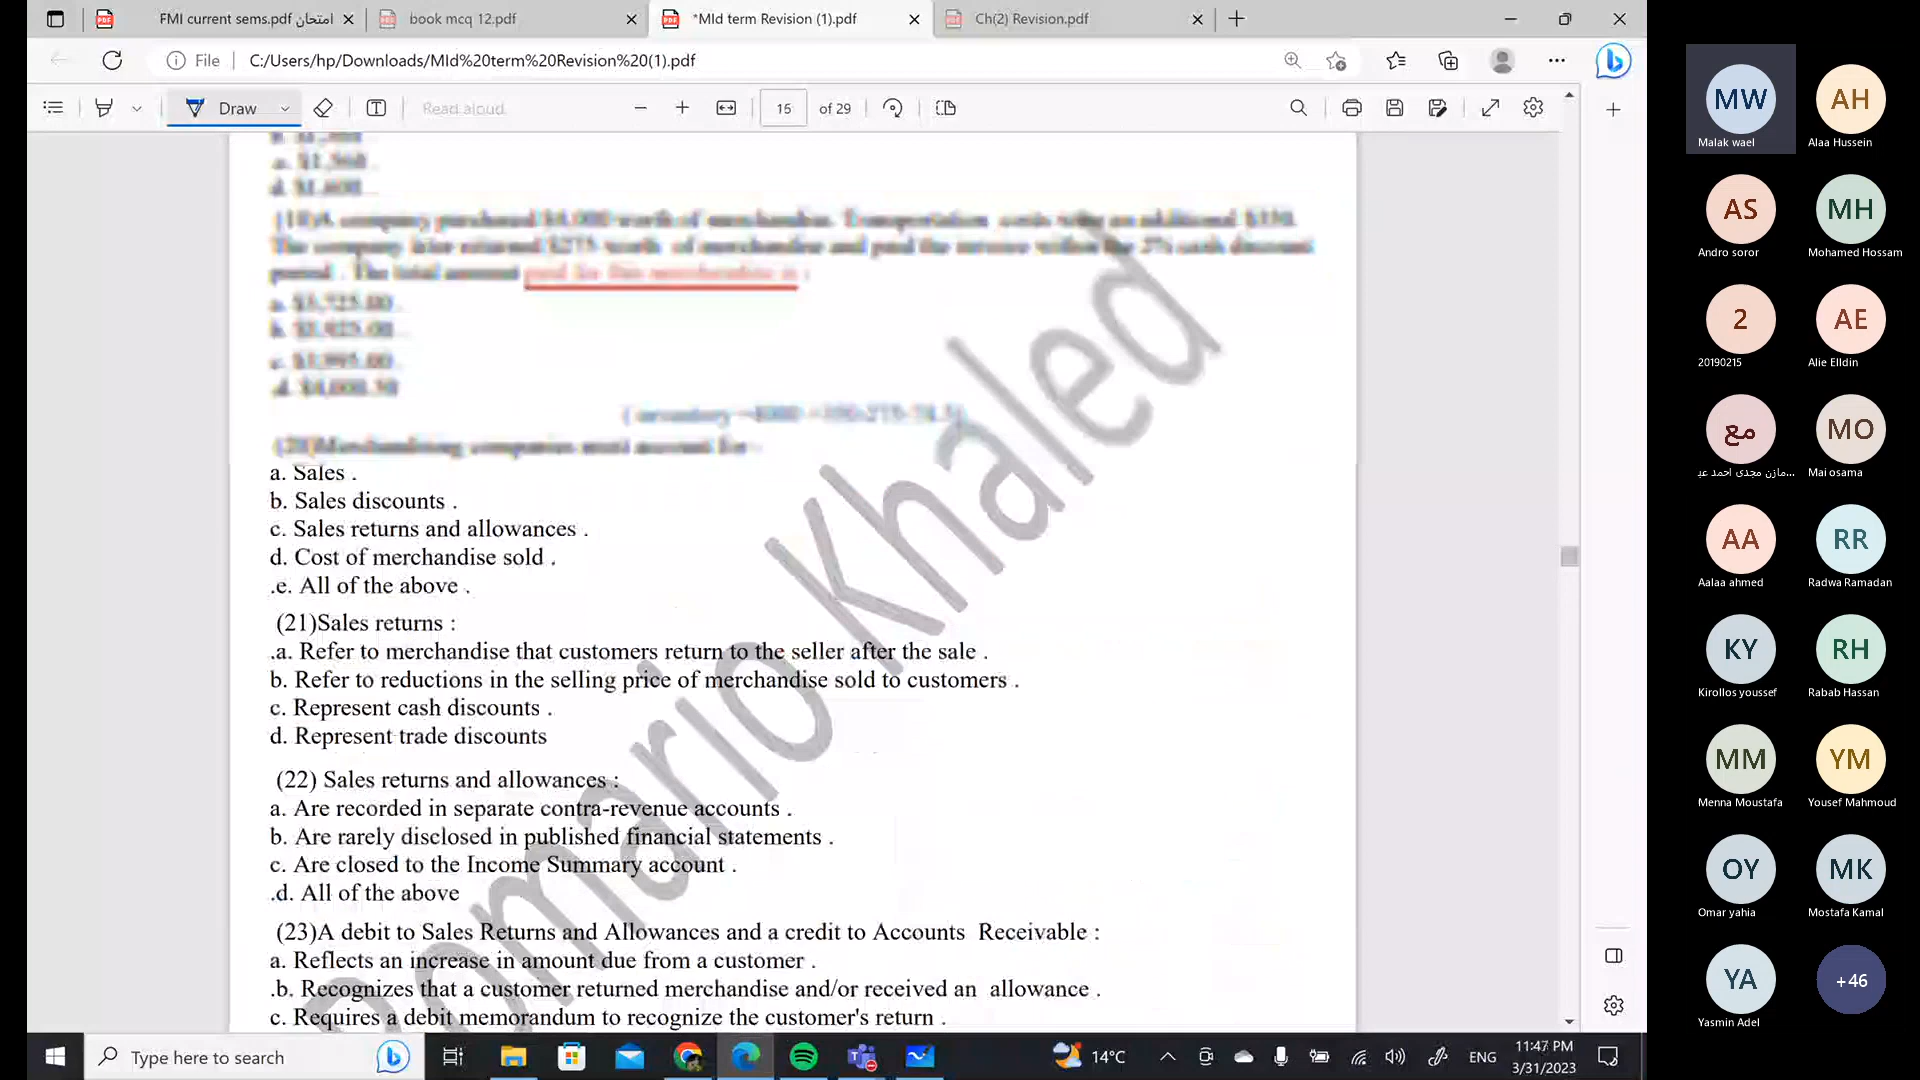 FMI current sems.pdf امتحان
book mcq 12.pdf
*MId term Revision (1).pdf
Ch(2) Revision.pdf
File
C:/Users/hp/Downloads/MId%20term%20Revision%20(1).pdf
Draw
Read aloud
15 of 29
a. Sales .
b. Sales discounts .
c. Sales returns and allowances .
d. Cost of merchandise sold .
.e. All of the above .
(21)Sales returns :
.a. Refer to merchandise that customers return to the seller after the sale .
b. Refer to reductions in the selling price of merchandise sold to customers .
c. Represent cash discounts .
d. Represent trade discounts
(22) Sales returns and allowances :
a. Are recorded in separate contra-revenue accounts .
b. Are rarely disclosed in published financial statements .
c. Are closed to the Income Summary account .
.d. All of the above
(23)A debit to Sales Returns and Allowances and a credit to Accounts Receivable :
a. Reflects an increase in amount due from a customer .
.b. Recognizes that a customer returned merchandise and/or received an allowance .
c. Requires a debit memorandum to recognize the customer's return .
Romario Khaled
MW
Malak wael
AH
Alaa Hussein
AS
Andro soror
MH
Mohamed Hossam
2
20190215
AE
Alie Elldin
مع
مازن مجدى احمد عبد...
MO
Mai osama
AA
Aalaa ahmed
RR
Radwa Ramadan
KY
Kirollos youssef
RH
Rabab Hassan
MM
Menna Moustafa
YM
Yousef Mahmoud
OY
Omar yahia
MK
Mostafa Kamal
YA
Yasmin Adel
+46
Type here to search
14°C
ENG
11:47 PM
3/31/2023